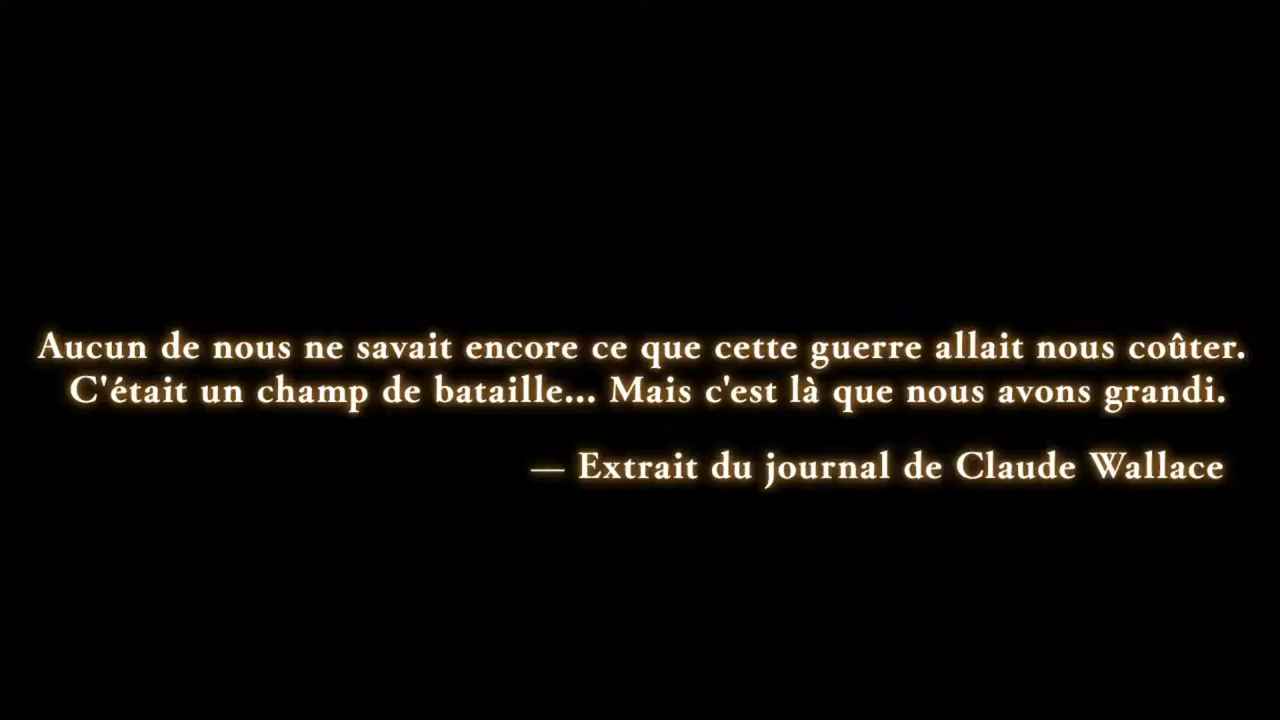 Aucun de nous ne savait encore ce que cette guerre allait nous coûter.
C'était un champ de bataille... Mais c'est là que nous avons grandi.
— Extrait du journal de Claude Wallace